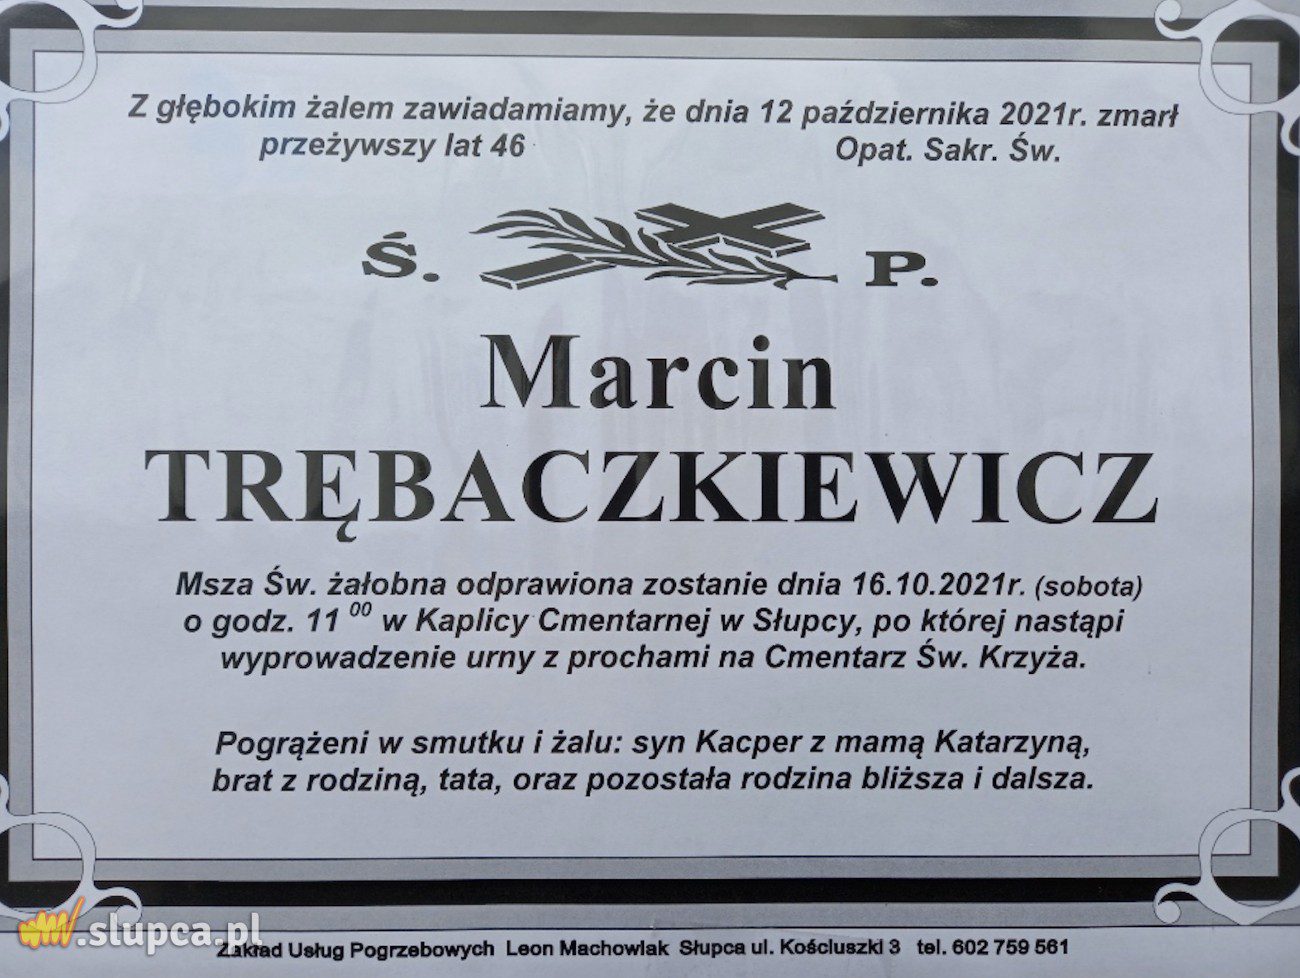 Z głębokim żalem zawiadamiamy, że dnia 12 października 2021r. zmarł
przeżywszy lat 46 Opat. Sakr. Św.
Ś. P.
Marcin
TRĘBACZKIEWICZ
Msza Św. żałobna odprawiona zostanie dnia 16.10.2021r. (sobota)
o godz. 11 00 w Kaplicy Cmentarnej w Słupcy, po której nastąpi
wyprowadzenie urny z prochami na Cmentarz Św. Krzyża.
Pogrążeni w smutku i żalu: syn Kacper z mamą Katarzyną,
brat z rodziną, tata, oraz pozostała rodzina bliższa i dalsza.
.slupca.pl
Zakład Usług Pogrzebowych Leon Machowiak Słupca ul. Kościuszki 3 tel. 602 759 561